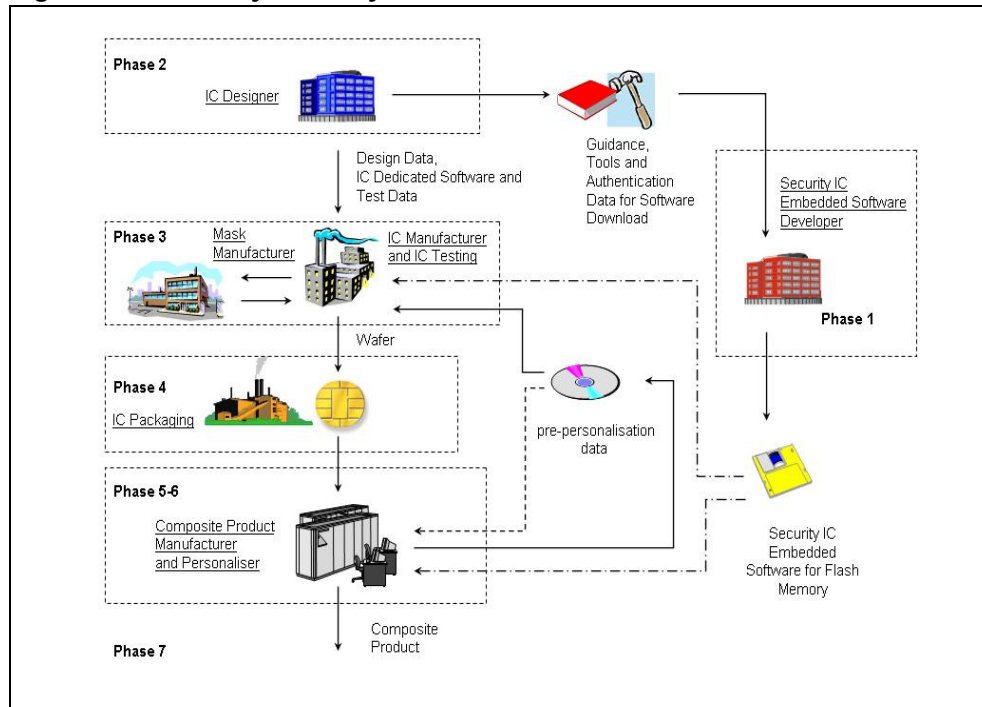 Phase 2
IC Designer
Guidance,
Tools and
Authentication
Data for Software
Download
Design Data,
IC Dedicated Software and
Test Data
Security IC
Embedded Software
Developer
Phase 1
Phase 3
Mask
Manufacturer
IC Manufacturer
and IC Testing
Wafer
Phase 4
IC Packaging
pre-personalisation
data
Phase 5-6
Composite Product
Manufacturer
and Personaliser
Security IC
Embedded
Software for Flash
Memory
Composite
Product
Phase 7